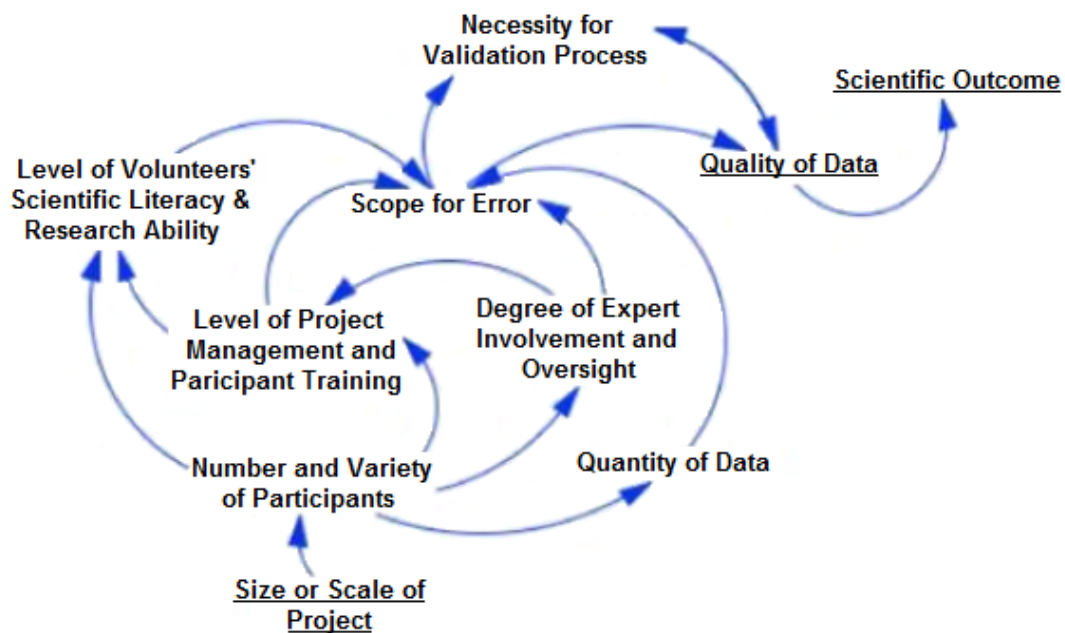 Necessity for
Validation Process
Scientific Outcome
Quality of Data
Level of Volunteers'
Scientific Literacy &
Research Ability
Scope for Error
Level of Project
Management and
Paricipant Training
Degree of Expert
Involvement and
Oversight
Number and Variety
of Participants
Quantity of Data
Size or Scale of
Project